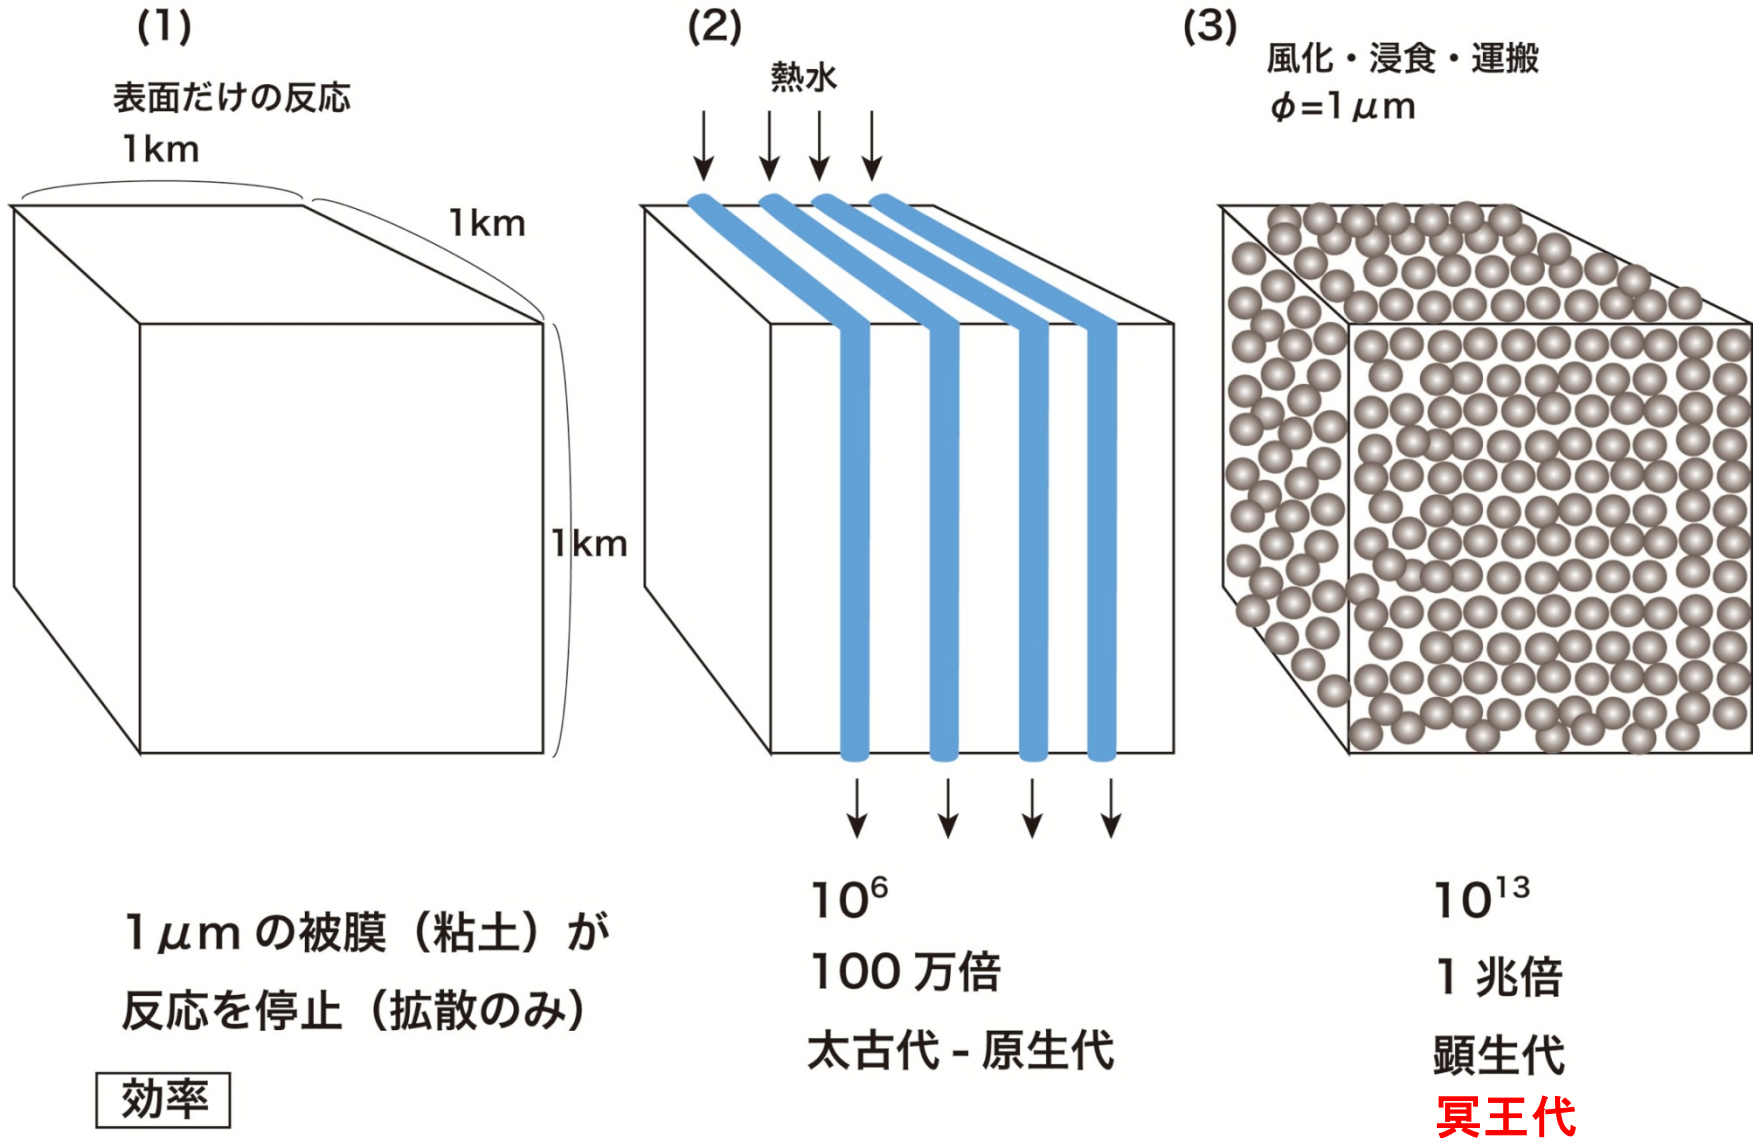 (1)
表面だけの反応
1km
1km
1km
1μmの被膜（粘土）が
反応を停止（拡散のみ）
効率
(2)
熱水
10⁶
100万倍
太古代 - 原生代
(3)
風化・浸食・運搬
φ=1μm
10¹³
1兆倍
顕生代
冥王代